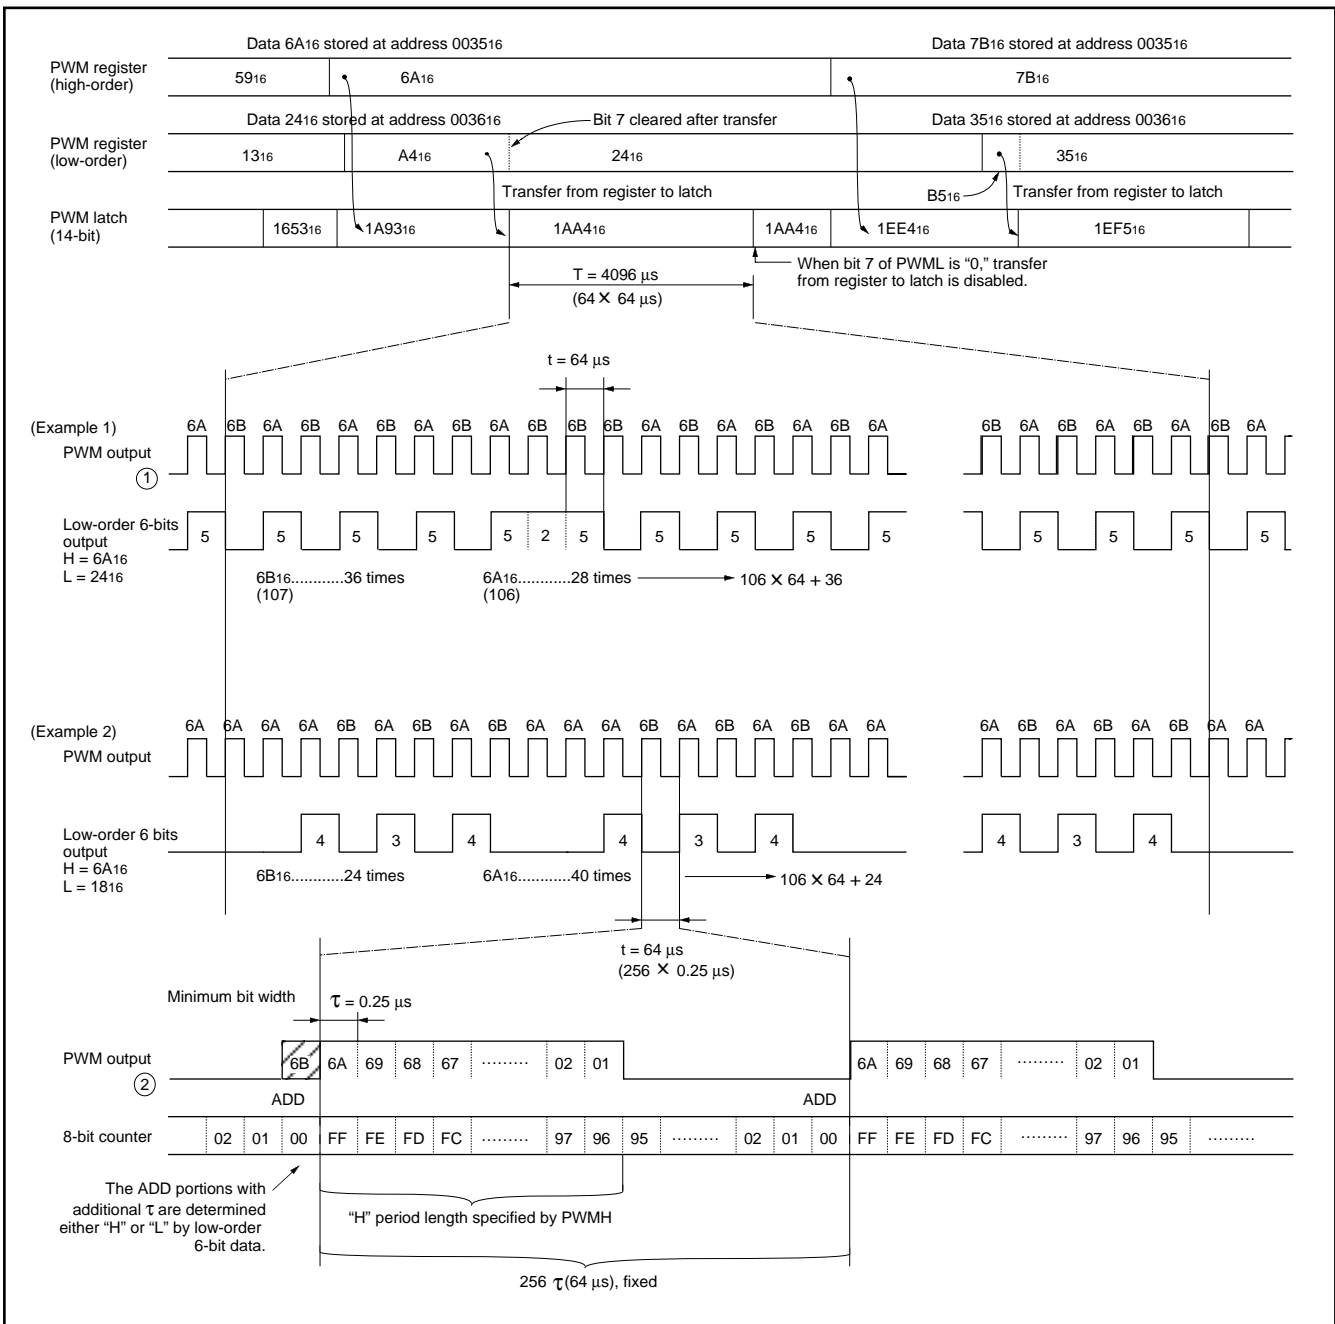 Data 6A16 stored at address 003516
Data 7B16 stored at address 003516
PWM register
(high-order)
5916
6A16
7B16
Data 2416 stored at address 003616
Bit 7 cleared after transfer
Data 3516 stored at address 003616
PWM register
(low-order)
1316
A416
2416
3516
B516
Transfer from register to latch
Transfer from register to latch
PWM latch
(14-bit)
165316
1A9316
1AA416
1AA416
1EE416
1EF516
When bit 7 of PWML is “0,” transfer
from register to latch is disabled.
T = 4096 µs
(64 × 64 µs)
t = 64 µs
(Example 1)
PWM output
①
6A 6B 6A 6B 6A 6B 6A 6B 6A 6B 6B 6B 6A 6B 6A 6B 6A 6B 6A
6B 6A 6B 6A 6B 6A 6B 6A
Low-order 6-bits
output
H = 6A16
L = 2416
5 5 5 5 5 2 5 5 5 5 5
5 5 5 5
6B16............36 times
(107)
6A16............28 times
(106)
106 × 64 + 36
(Example 2)
PWM output
6A 6A 6A 6A 6B 6A 6B 6A 6B 6A 6A 6A 6B 6A 6B 6A 6B 6A 6A
6A 6B 6A 6B 6A 6B 6A 6A
Low-order 6 bits
output
H = 6A16
L = 1816
4 3 4 4 3 4
4 3 4
6B16............24 times
6A16............40 times
106 × 64 + 24
t = 64 µs
(256 × 0.25 µs)
Minimum bit width
τ = 0.25 µs
PWM output
②
6B 6A 69 68 67 ········· 02 01
6A 69 68 67 ········· 02 01
ADD
ADD
8-bit counter
02 01 00 FF FE FD FC ········· 97 96 95 ········· 02 01 00 FF FE FD FC ········· 97 96 95 ·········
The ADD portions with
additional τ are determined
either “H” or “L” by low-order
6-bit data.
“H” period length specified by PWMH
256 τ(64 µs), fixed